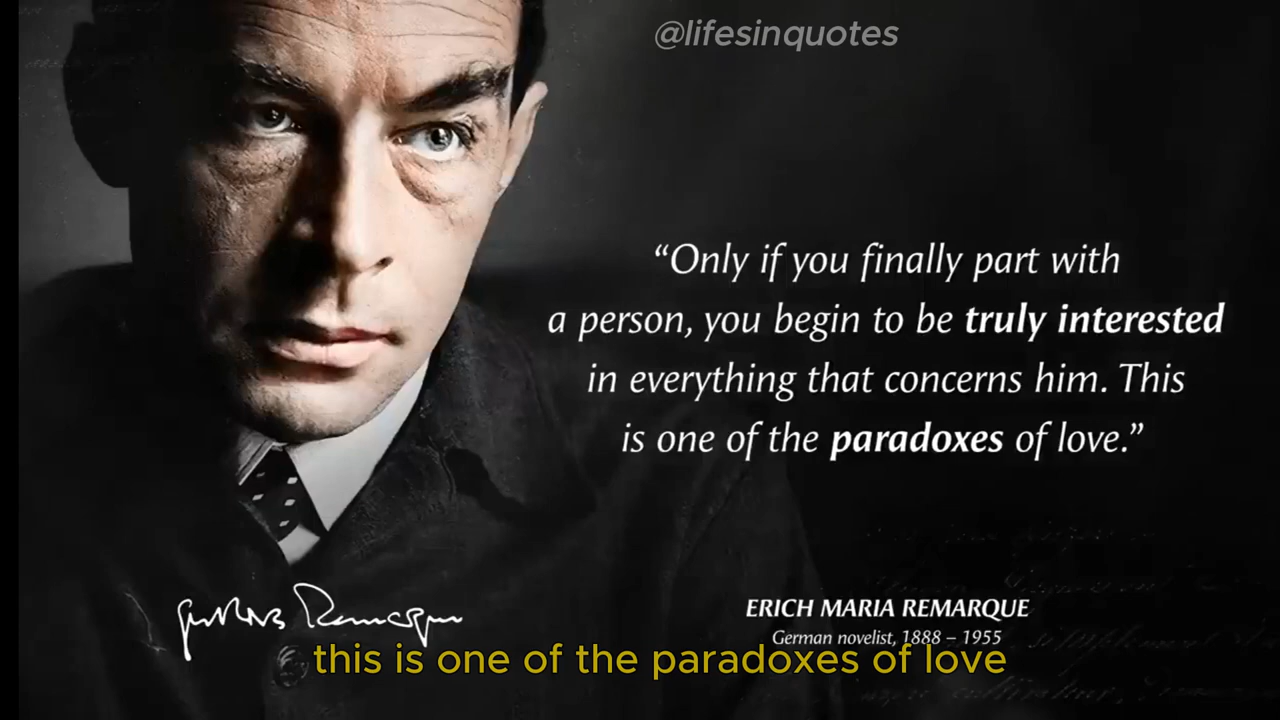 @lifesinquotes
“Only if you finally part with
a person, you begin to be truly interested
in everything that concerns him. This
is one of the paradoxes of love.”
ERICH MARIA REMARQUE
German novelist, 1888 – 1955
this is one of the paradoxes of love